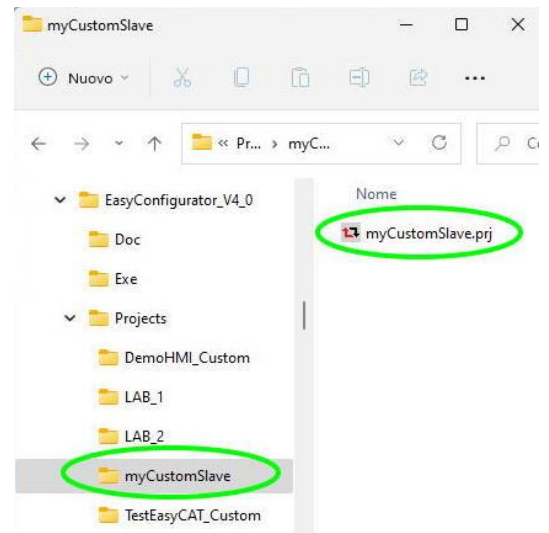 myCustomSlave
Nuovo
« Pr... › myC...
EasyConfigurator_V4_0
Doc
Exe
Projects
DemoHMI_Custom
LAB_1
LAB_2
myCustomSlave
TestEasyCAT_Custom
Nome
myCustomSlave.prj